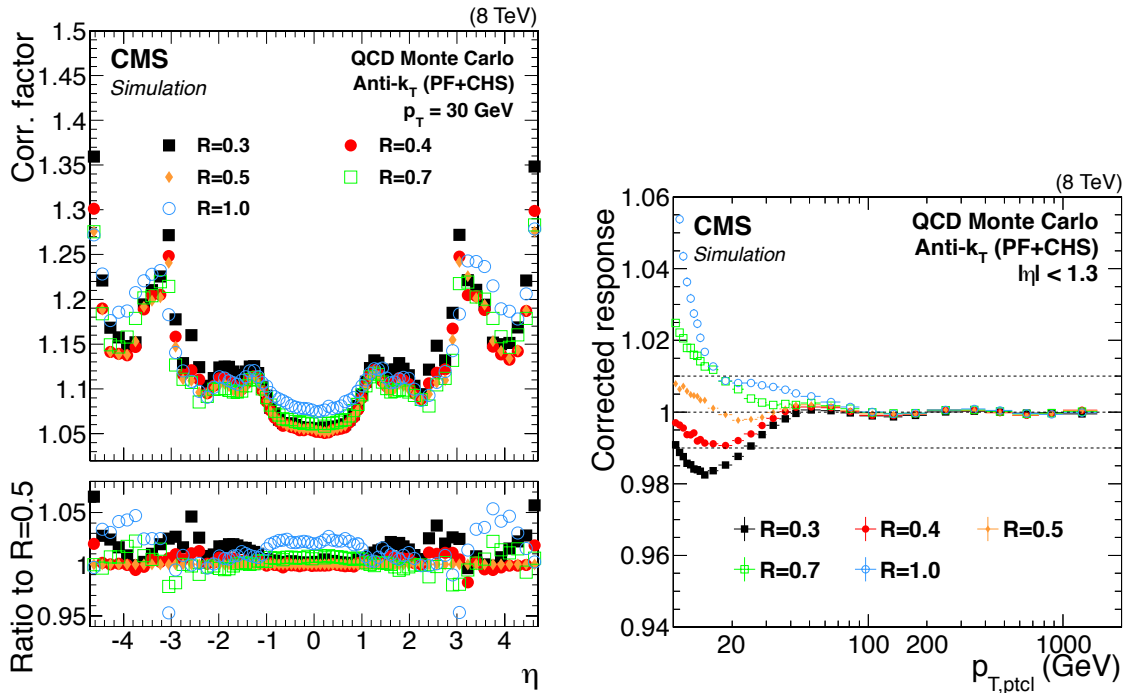 (8 TeV)
CMS
Simulation
QCD Monte Carlo
Anti-k_T (PF+CHS)
p_T = 30 GeV
R=0.3
R=0.4
R=0.5
R=0.7
R=1.0
Corr. factor
1.5
1.45
1.4
1.35
1.3
1.25
1.2
1.15
1.1
1.05
Ratio to R=0.5
1.05
1
0.95
-4 -3 -2 -1 0 1 2 3 4
η
(8 TeV)
CMS
Simulation
QCD Monte Carlo
Anti-k_T (PF+CHS)
|η| < 1.3
Corrected response
1.06
1.04
1.02
1
0.98
0.96
0.94
R=0.3 R=0.4 R=0.5
R=0.7 R=1.0
20 100 200 1000
p_T,ptcl (GeV)